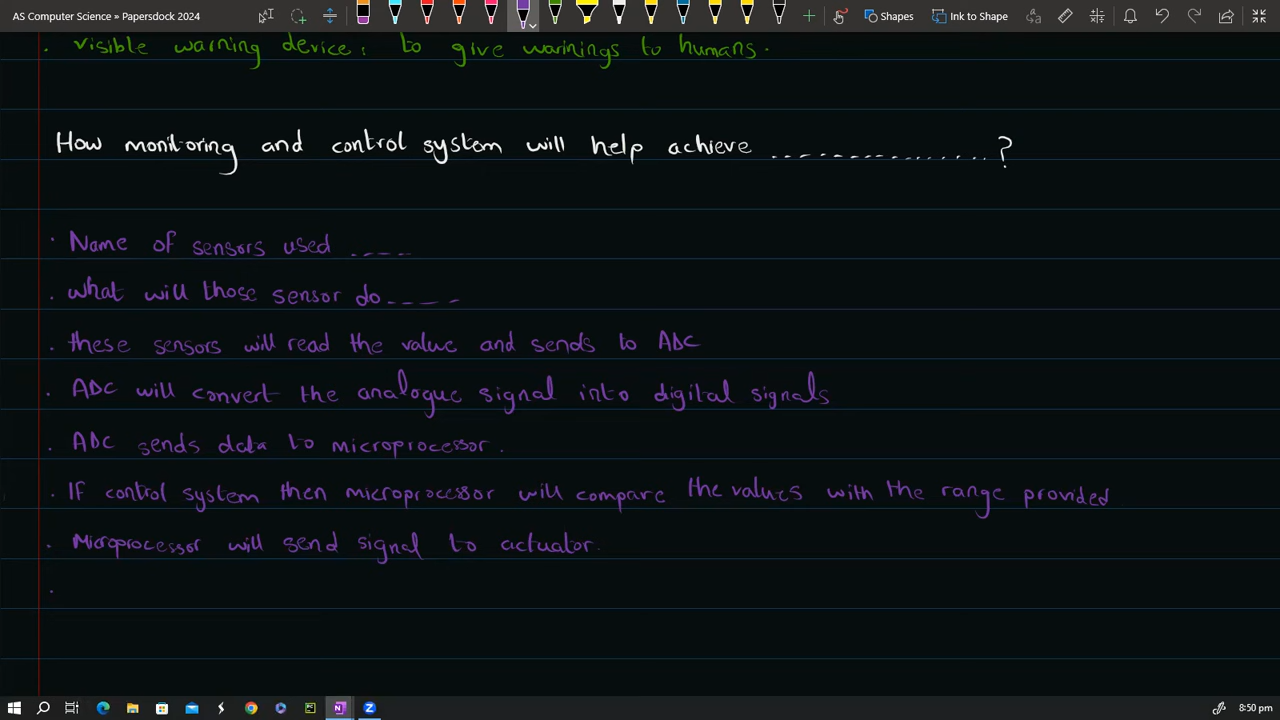 AS Computer Science » Papersdock 2024
Shapes
Ink to Shape
. visible warning device: to give warnings to humans.
How monitoring and control system will help achieve ..................?
. Name of sensors used ....
. what will those sensor do ....
. these sensors will read the value and sends to ADC
. ADC will convert the analogue signal into digital signals
. ADC sends data to microprocessor.
. If control system then microprocessor will compare the values with the range provided
. Microprocessor will send signal to actuator.
.
8:50 pm